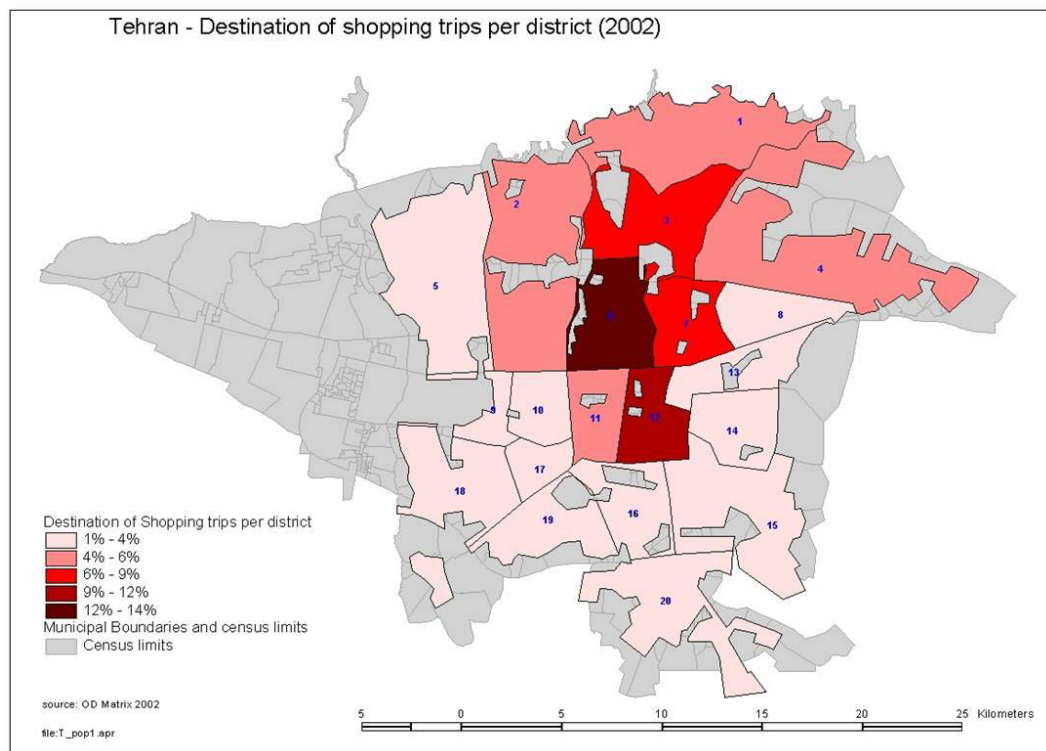 Tehran - Destination of shopping trips per district (2002)
1
2
3
4
5
6
7
8
13
9
10
11
12
14
17
18
19
16
15
20
Destination of Shopping trips per district
1% - 4%
4% - 6%
6% - 9%
9% - 12%
12% - 14%
Municipal Boundaries and census limits
Census limits
source: OD Matrix 2002
file:T_pop1.apr
5 0 5 10 15 20 25 Kilometers